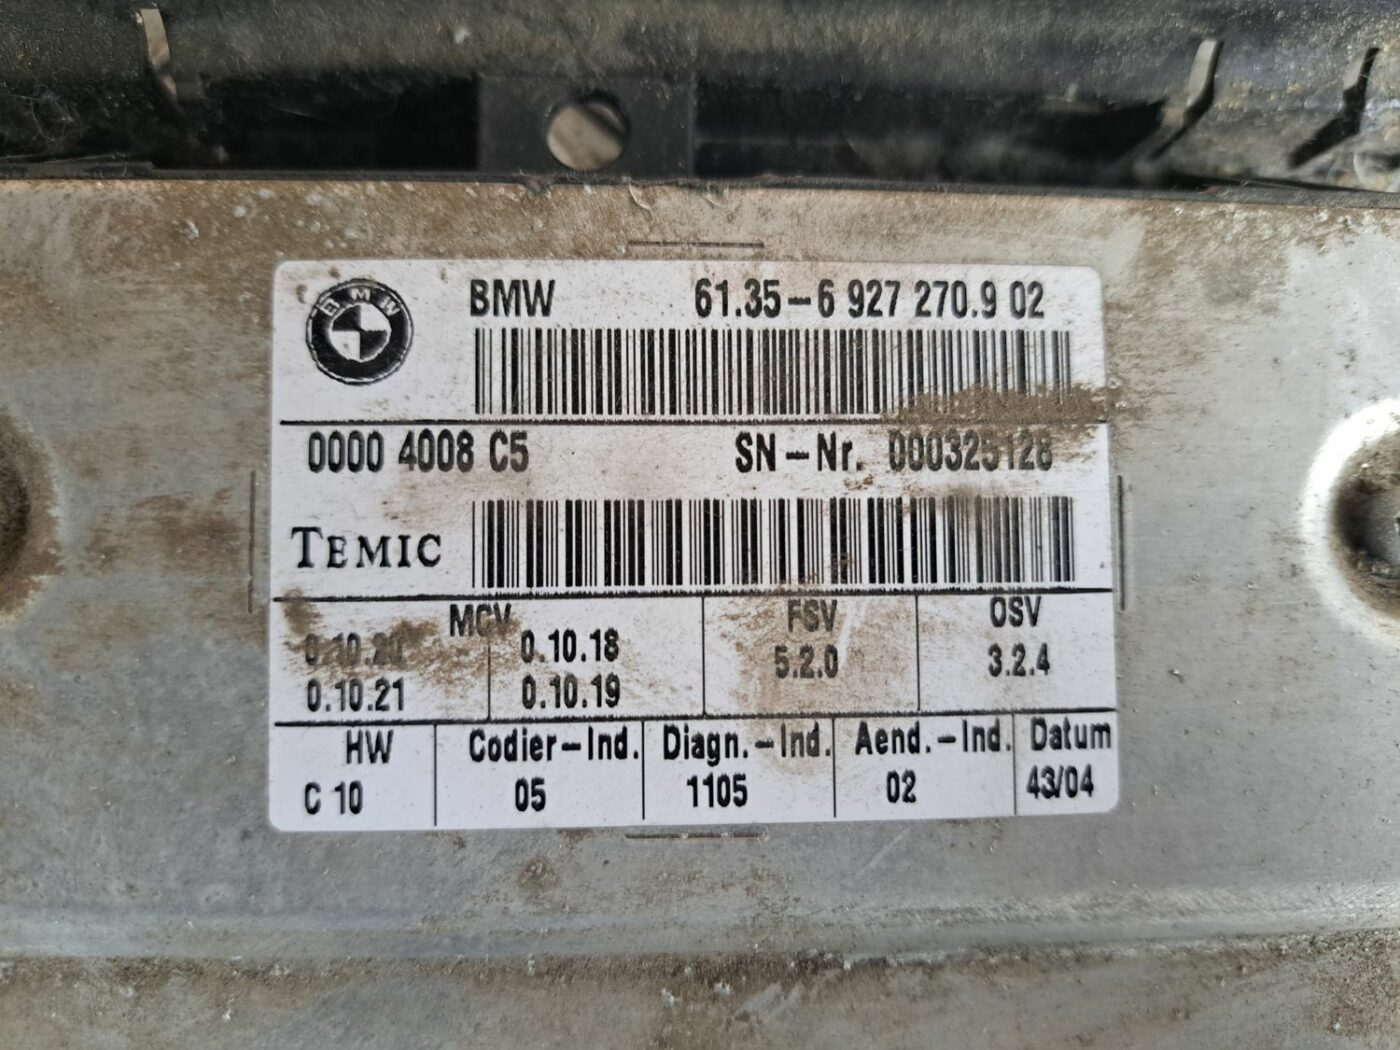 BMW
BMW 61.35-6 927 270.9 02
0000 4008 C5 SN-Nr. 000325128
TEMIC
MCV FSV OSV
0.10.20 0.10.18 5.2.0 3.2.4
0.10.21 0.10.19
HW Codier-Ind. Diagn.-Ind. Aend.-Ind. Datum
C 10 05 1105 02 43/04